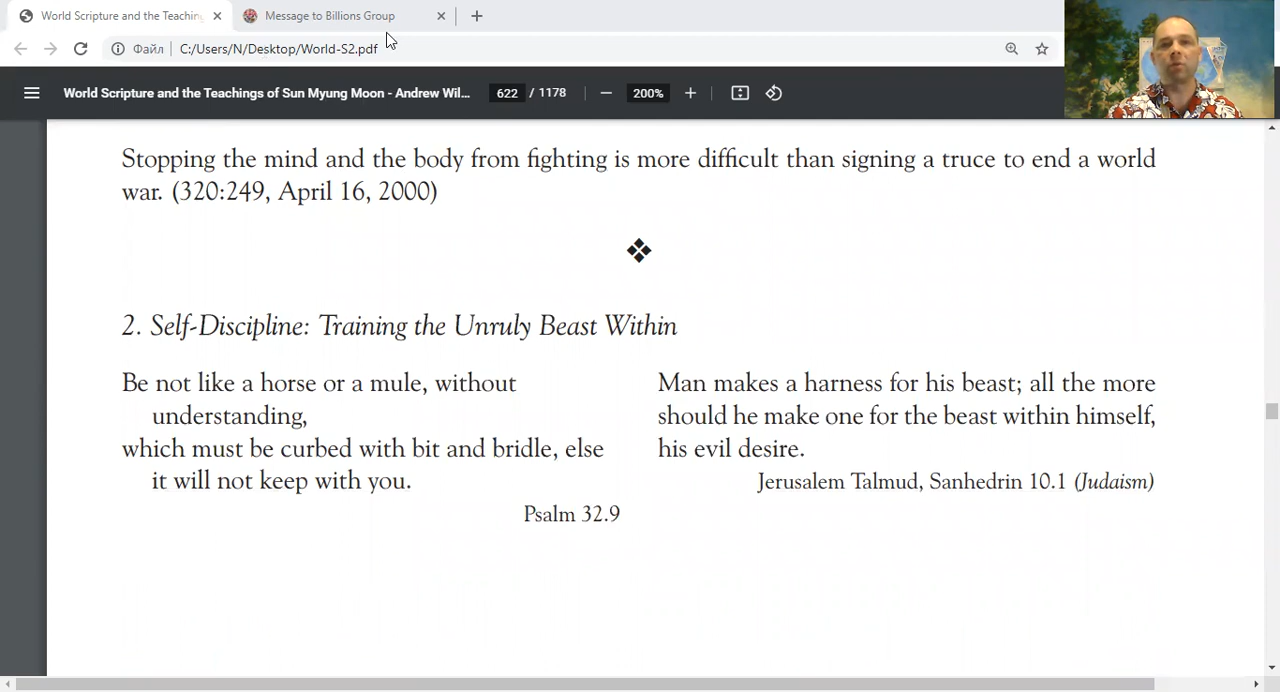 World Scripture and the Teaching
Message to Billions Group
Файл
C:/Users/N/Desktop/World-S2.pdf
World Scripture and the Teachings of Sun Myung Moon - Andrew Wil...
622 / 1178
200%
Stopping the mind and the body from fighting is more difficult than signing a truce to end a world
war. (320:249, April 16, 2000)
2. Self-Discipline: Training the Unruly Beast Within
Be not like a horse or a mule, without
understanding,
which must be curbed with bit and bridle, else
it will not keep with you.
Psalm 32.9
Man makes a harness for his beast; all the more
should he make one for the beast within himself,
his evil desire.
Jerusalem Talmud, Sanhedrin 10.1 (Judaism)